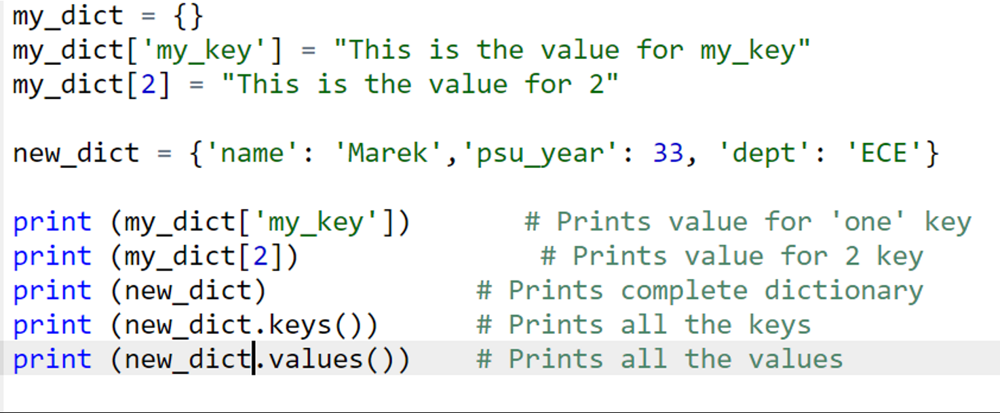 my_dict = {}
my_dict['my_key'] = "This is the value for my_key"
my_dict[2] = "This is the value for 2"
new_dict = {'name': 'Marek','psu_year': 33, 'dept': 'ECE'}
print (my_dict['my_key'])       # Prints value for 'one' key
print (my_dict[2])               # Prints value for 2 key
print (new_dict)             # Prints complete dictionary
print (new_dict.keys())      # Prints all the keys
print (new_dict.values())    # Prints all the values